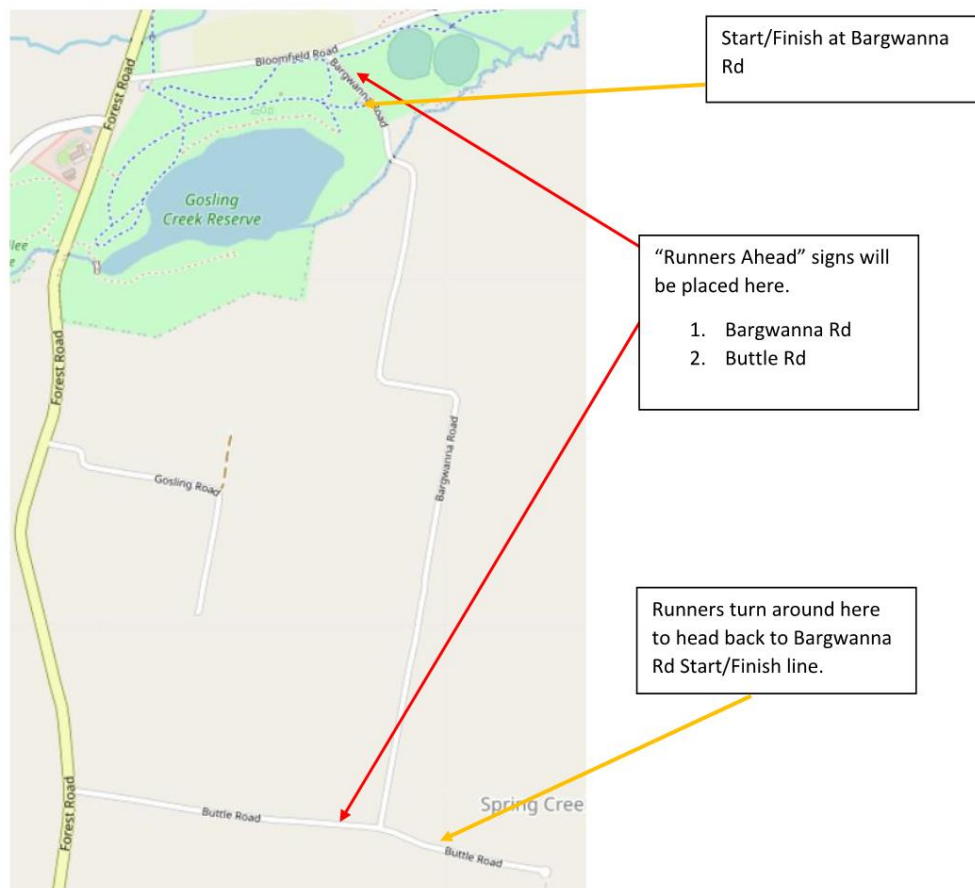 Start/Finish at Bargwanna
Rd
Bloomfield Road
Bargwanna Road
Forest Road
Gosling
Creek Reserve
“Runners Ahead” signs will
be placed here.
1. Bargwanna Rd
2. Buttle Rd
Forest Road
Bargwanna Road
Gosling Road
Runners turn around here
to head back to Bargwanna
Rd Start/Finish line.
Forest Road
Buttle Road
Spring Cree
Buttle Road